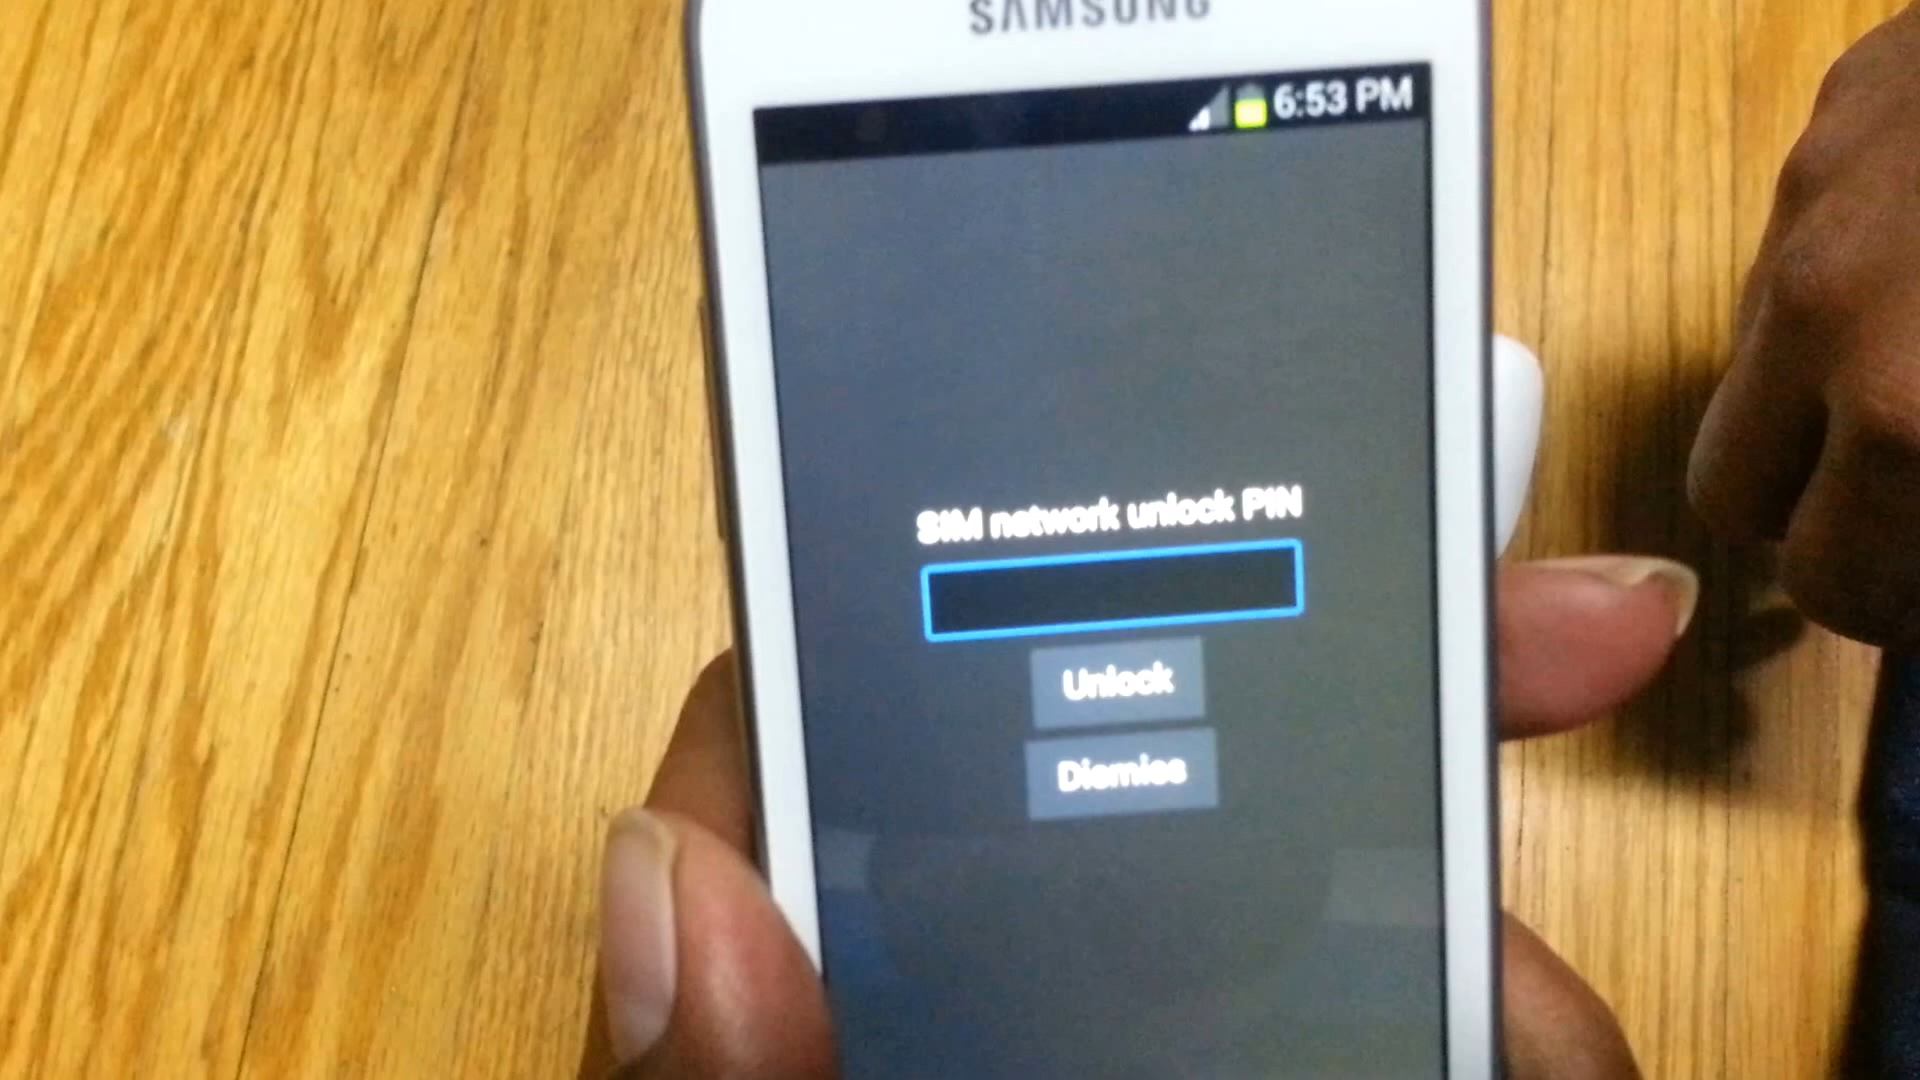 SAMSUNG
6:53 PM
SIM network unlock PIN
Unlock
Dismiss